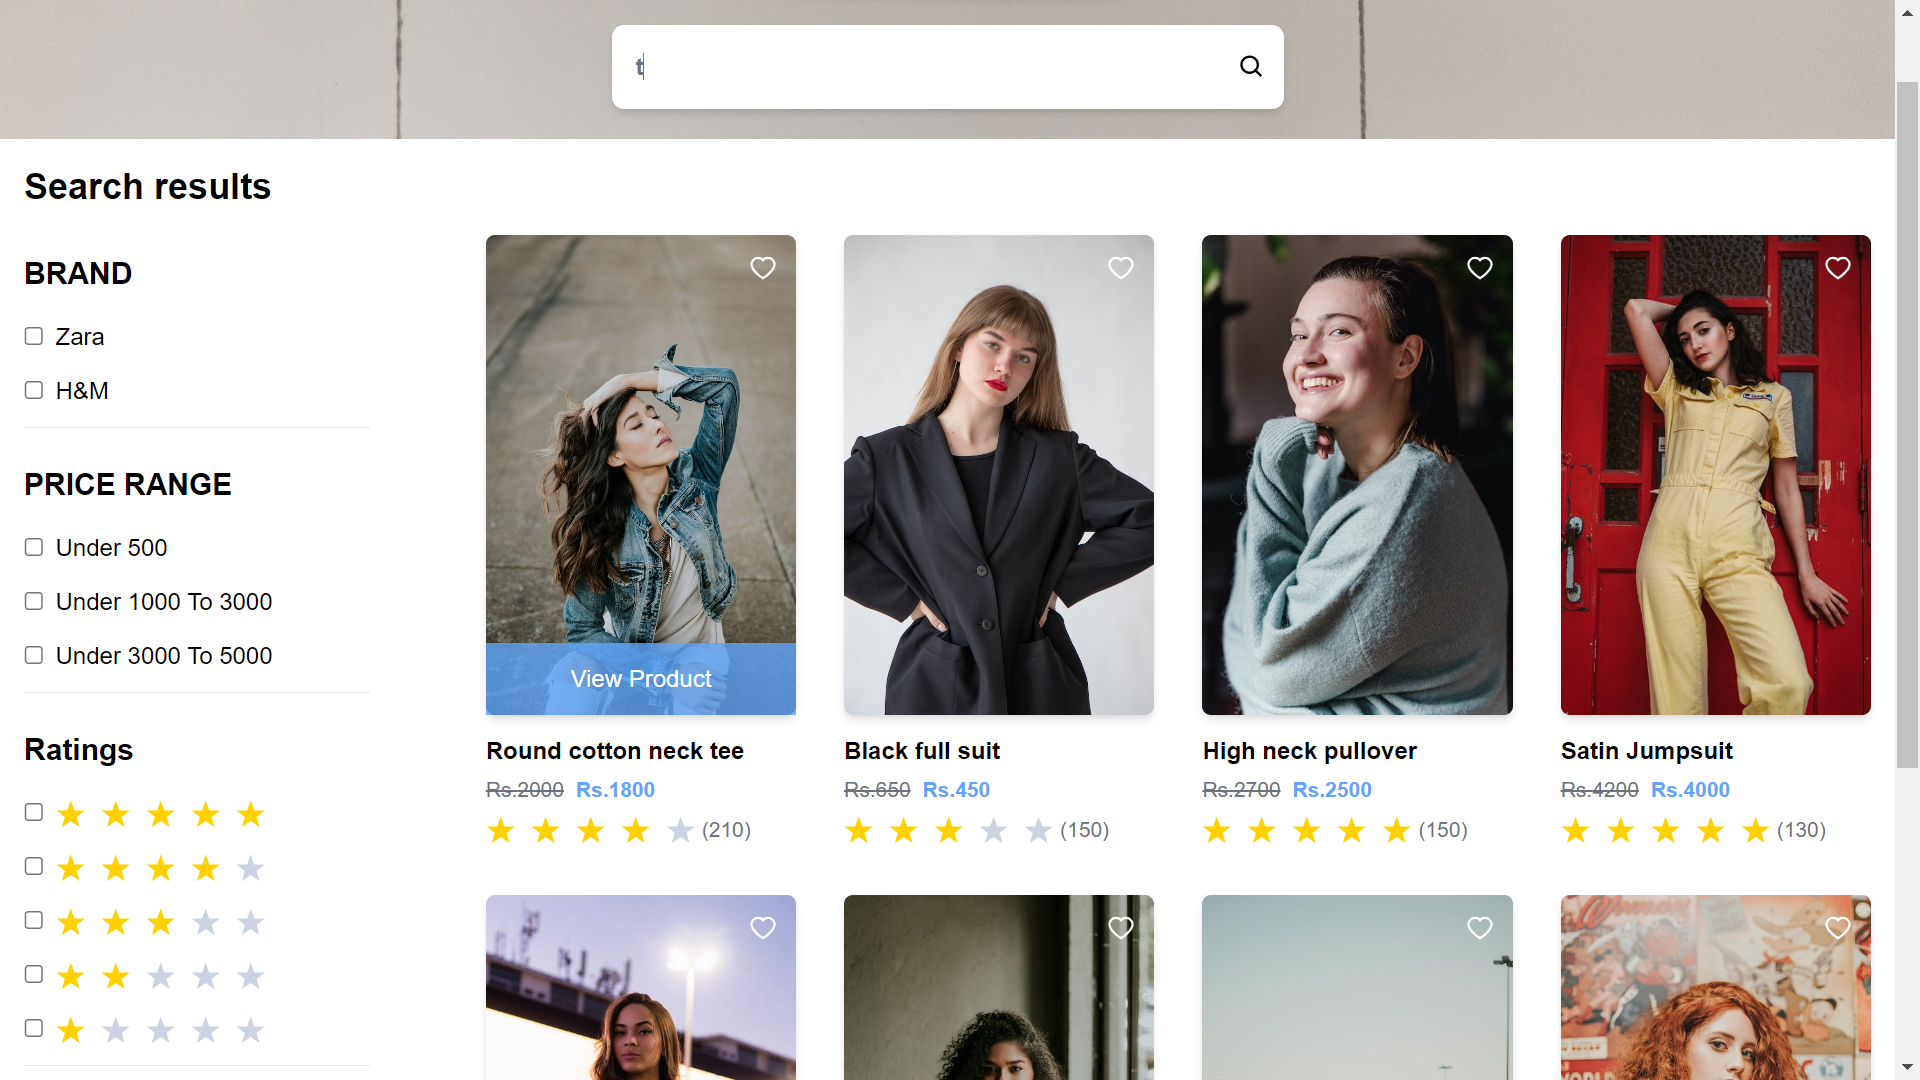 t
Search results
BRAND
Zara
H&M
PRICE RANGE
Under 500
Under 1000 To 3000
Under 3000 To 5000
Ratings
View Product
Round cotton neck tee
Rs.2000 Rs.1800
(210)
Black full suit
Rs.650 Rs.450
(150)
High neck pullover
Rs.2700 Rs.2500
(150)
Satin Jumpsuit
Rs.4200 Rs.4000
(130)